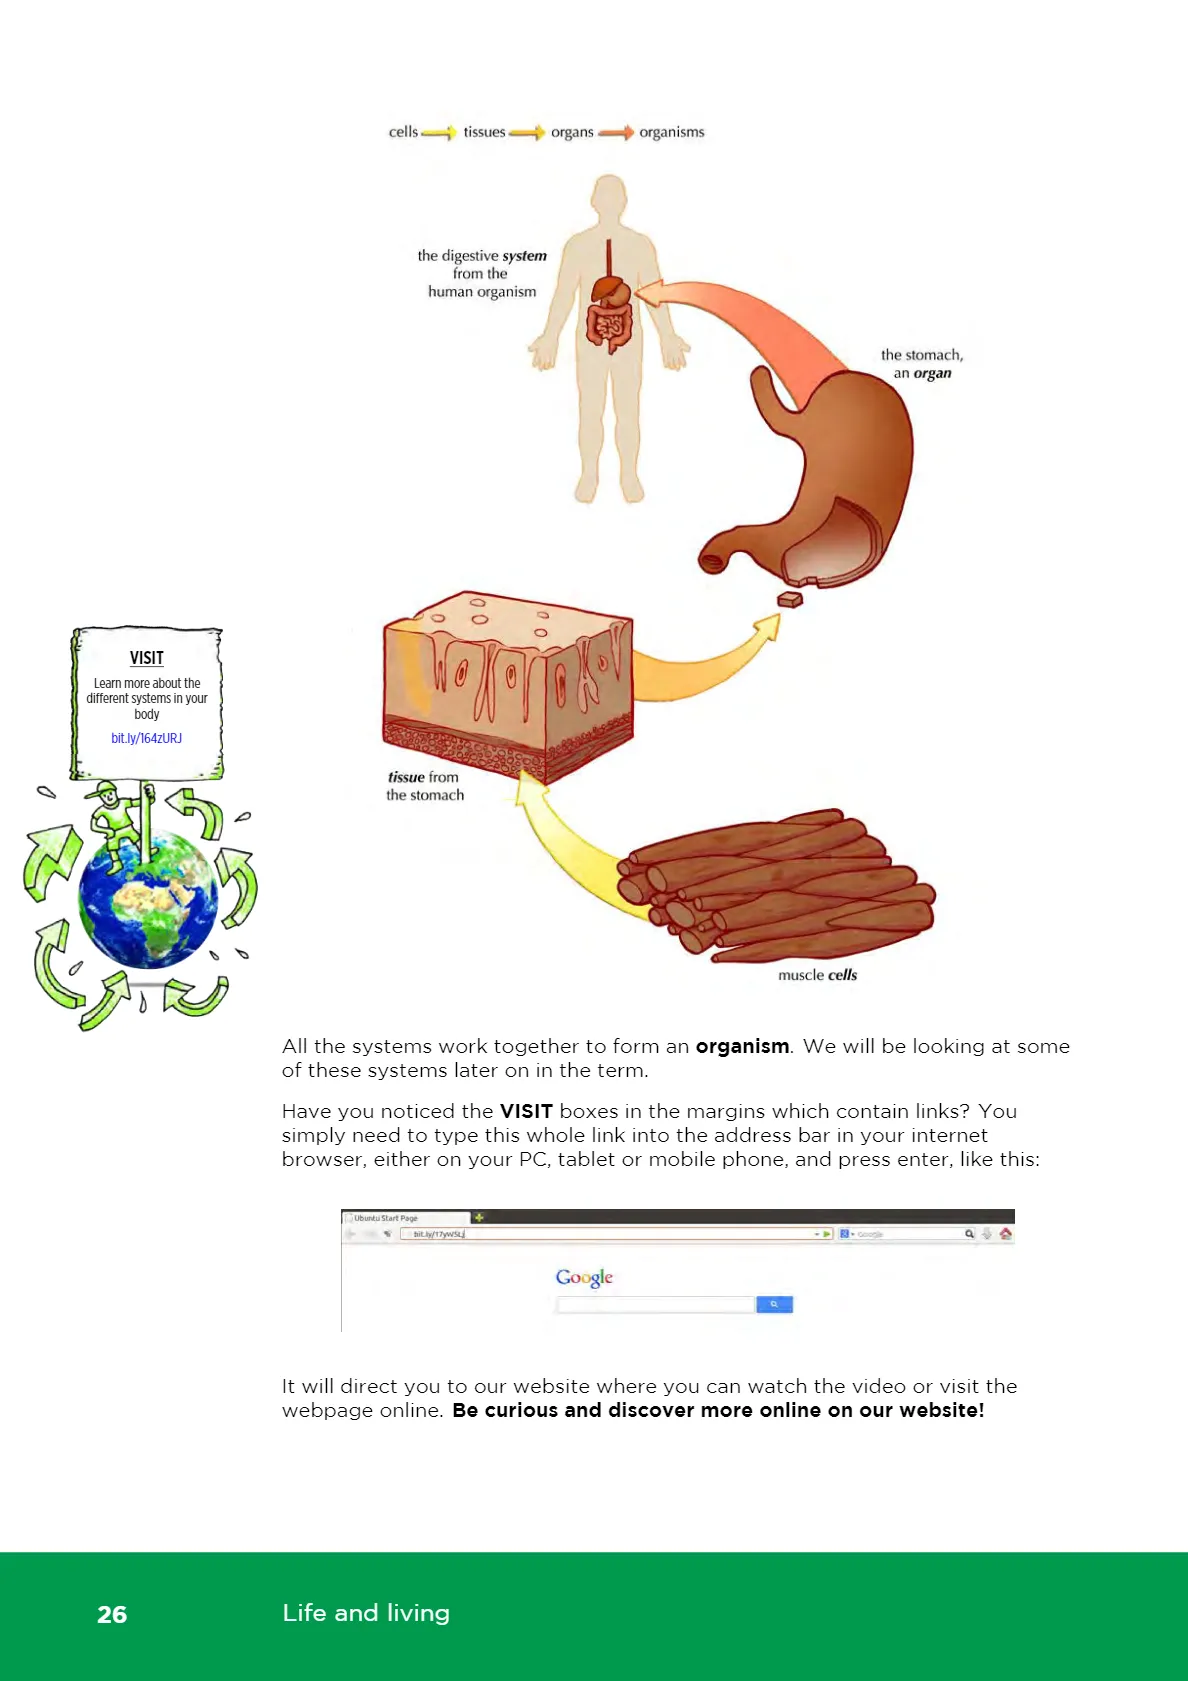 cells tissues organs organisms
the digestive system
from the
human organism
the stomach,
an organ
VISIT
Learn more about the
different systems in your
body
bit.ly/164zURJ
tissue from
the stomach
muscle cells
All the systems work together to form an organism. We will be looking at some
of these systems later on in the term.
Have you noticed the VISIT boxes in the margins which contain links? You
simply need to type this whole link into the address bar in your internet
browser, either on your PC, tablet or mobile phone, and press enter, like this:
Ubuntu Start Page
bit.ly/17yW5Lj
Google
Google
It will direct you to our website where you can watch the video or visit the
webpage online. Be curious and discover more online on our website!
26 Life and living